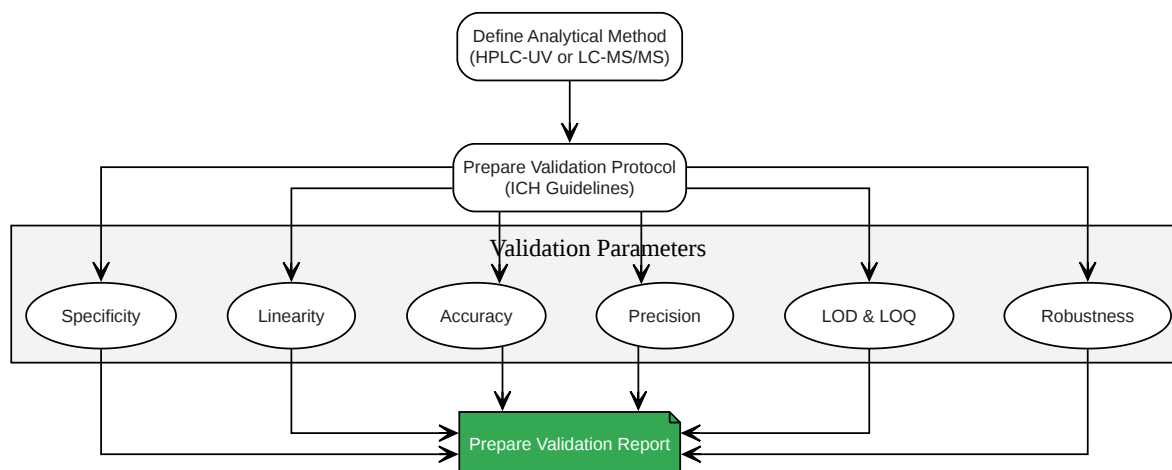 Define Analytical Method
(HPLC-UV or LC-MS/MS)
Prepare Validation Protocol
(ICH Guidelines)
Validation Parameters
Specificity
Linearity
Accuracy
Precision
LOD & LOQ
Robustness
Prepare Validation Report